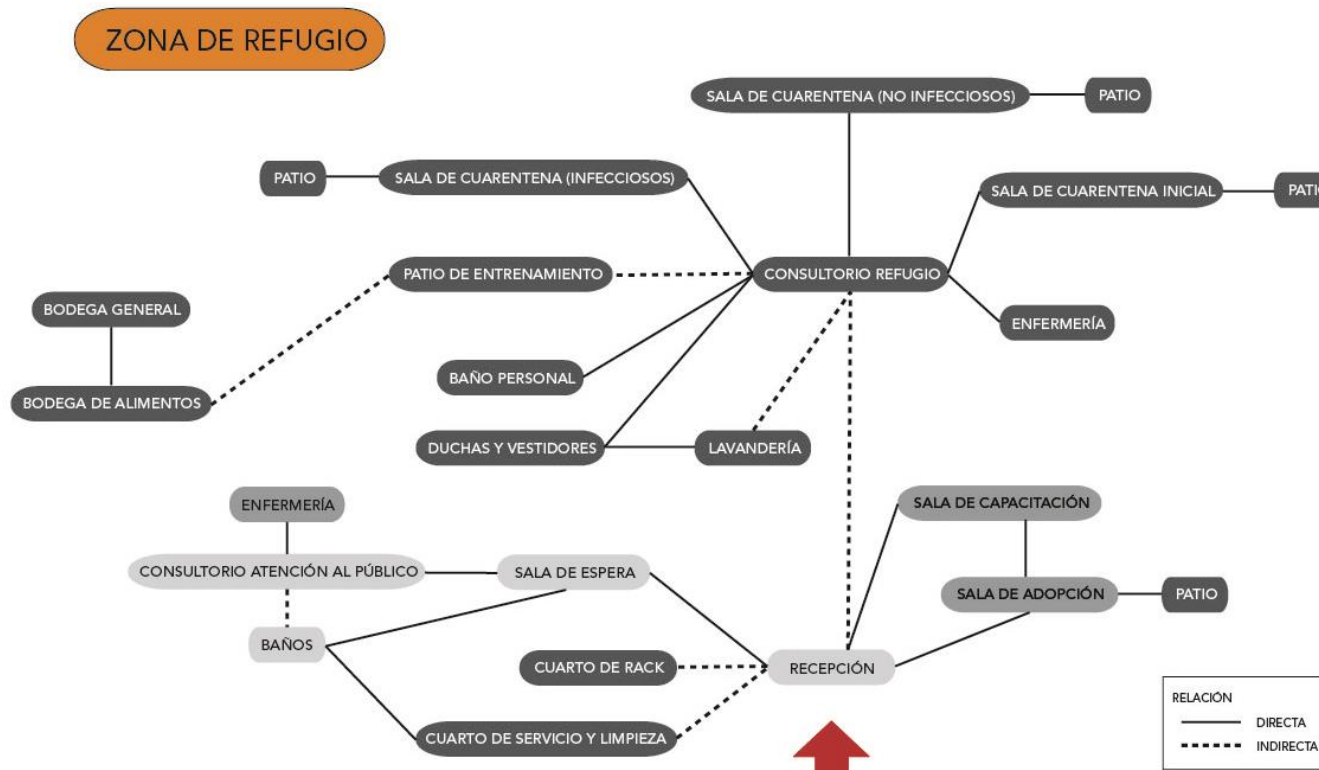 ZONA DE REFUGIO
SALA DE CUARENTENA (NO INFECCIOSOS)
PATIO
PATIO
SALA DE CUARENTENA (INFECCIOSOS)
SALA DE CUARENTENA INICIAL
PATIO
PATIO DE ENTRENAMIENTO
CONSULTORIO REFUGIO
BODEGA GENERAL
ENFERMERÍA
BAÑO PERSONAL
BODEGA DE ALIMENTOS
DUCHAS Y VESTIDORES
LAVANDERÍA
ENFERMERÍA
SALA DE CAPACITACIÓN
CONSULTORIO ATENCIÓN AL PÚBLICO
SALA DE ESPERA
SALA DE ADOPCIÓN
PATIO
BAÑOS
CUARTO DE RACK
RECEPCIÓN
CUARTO DE SERVICIO Y LIMPIEZA
RELACIÓN
DIRECTA
INDIRECTA